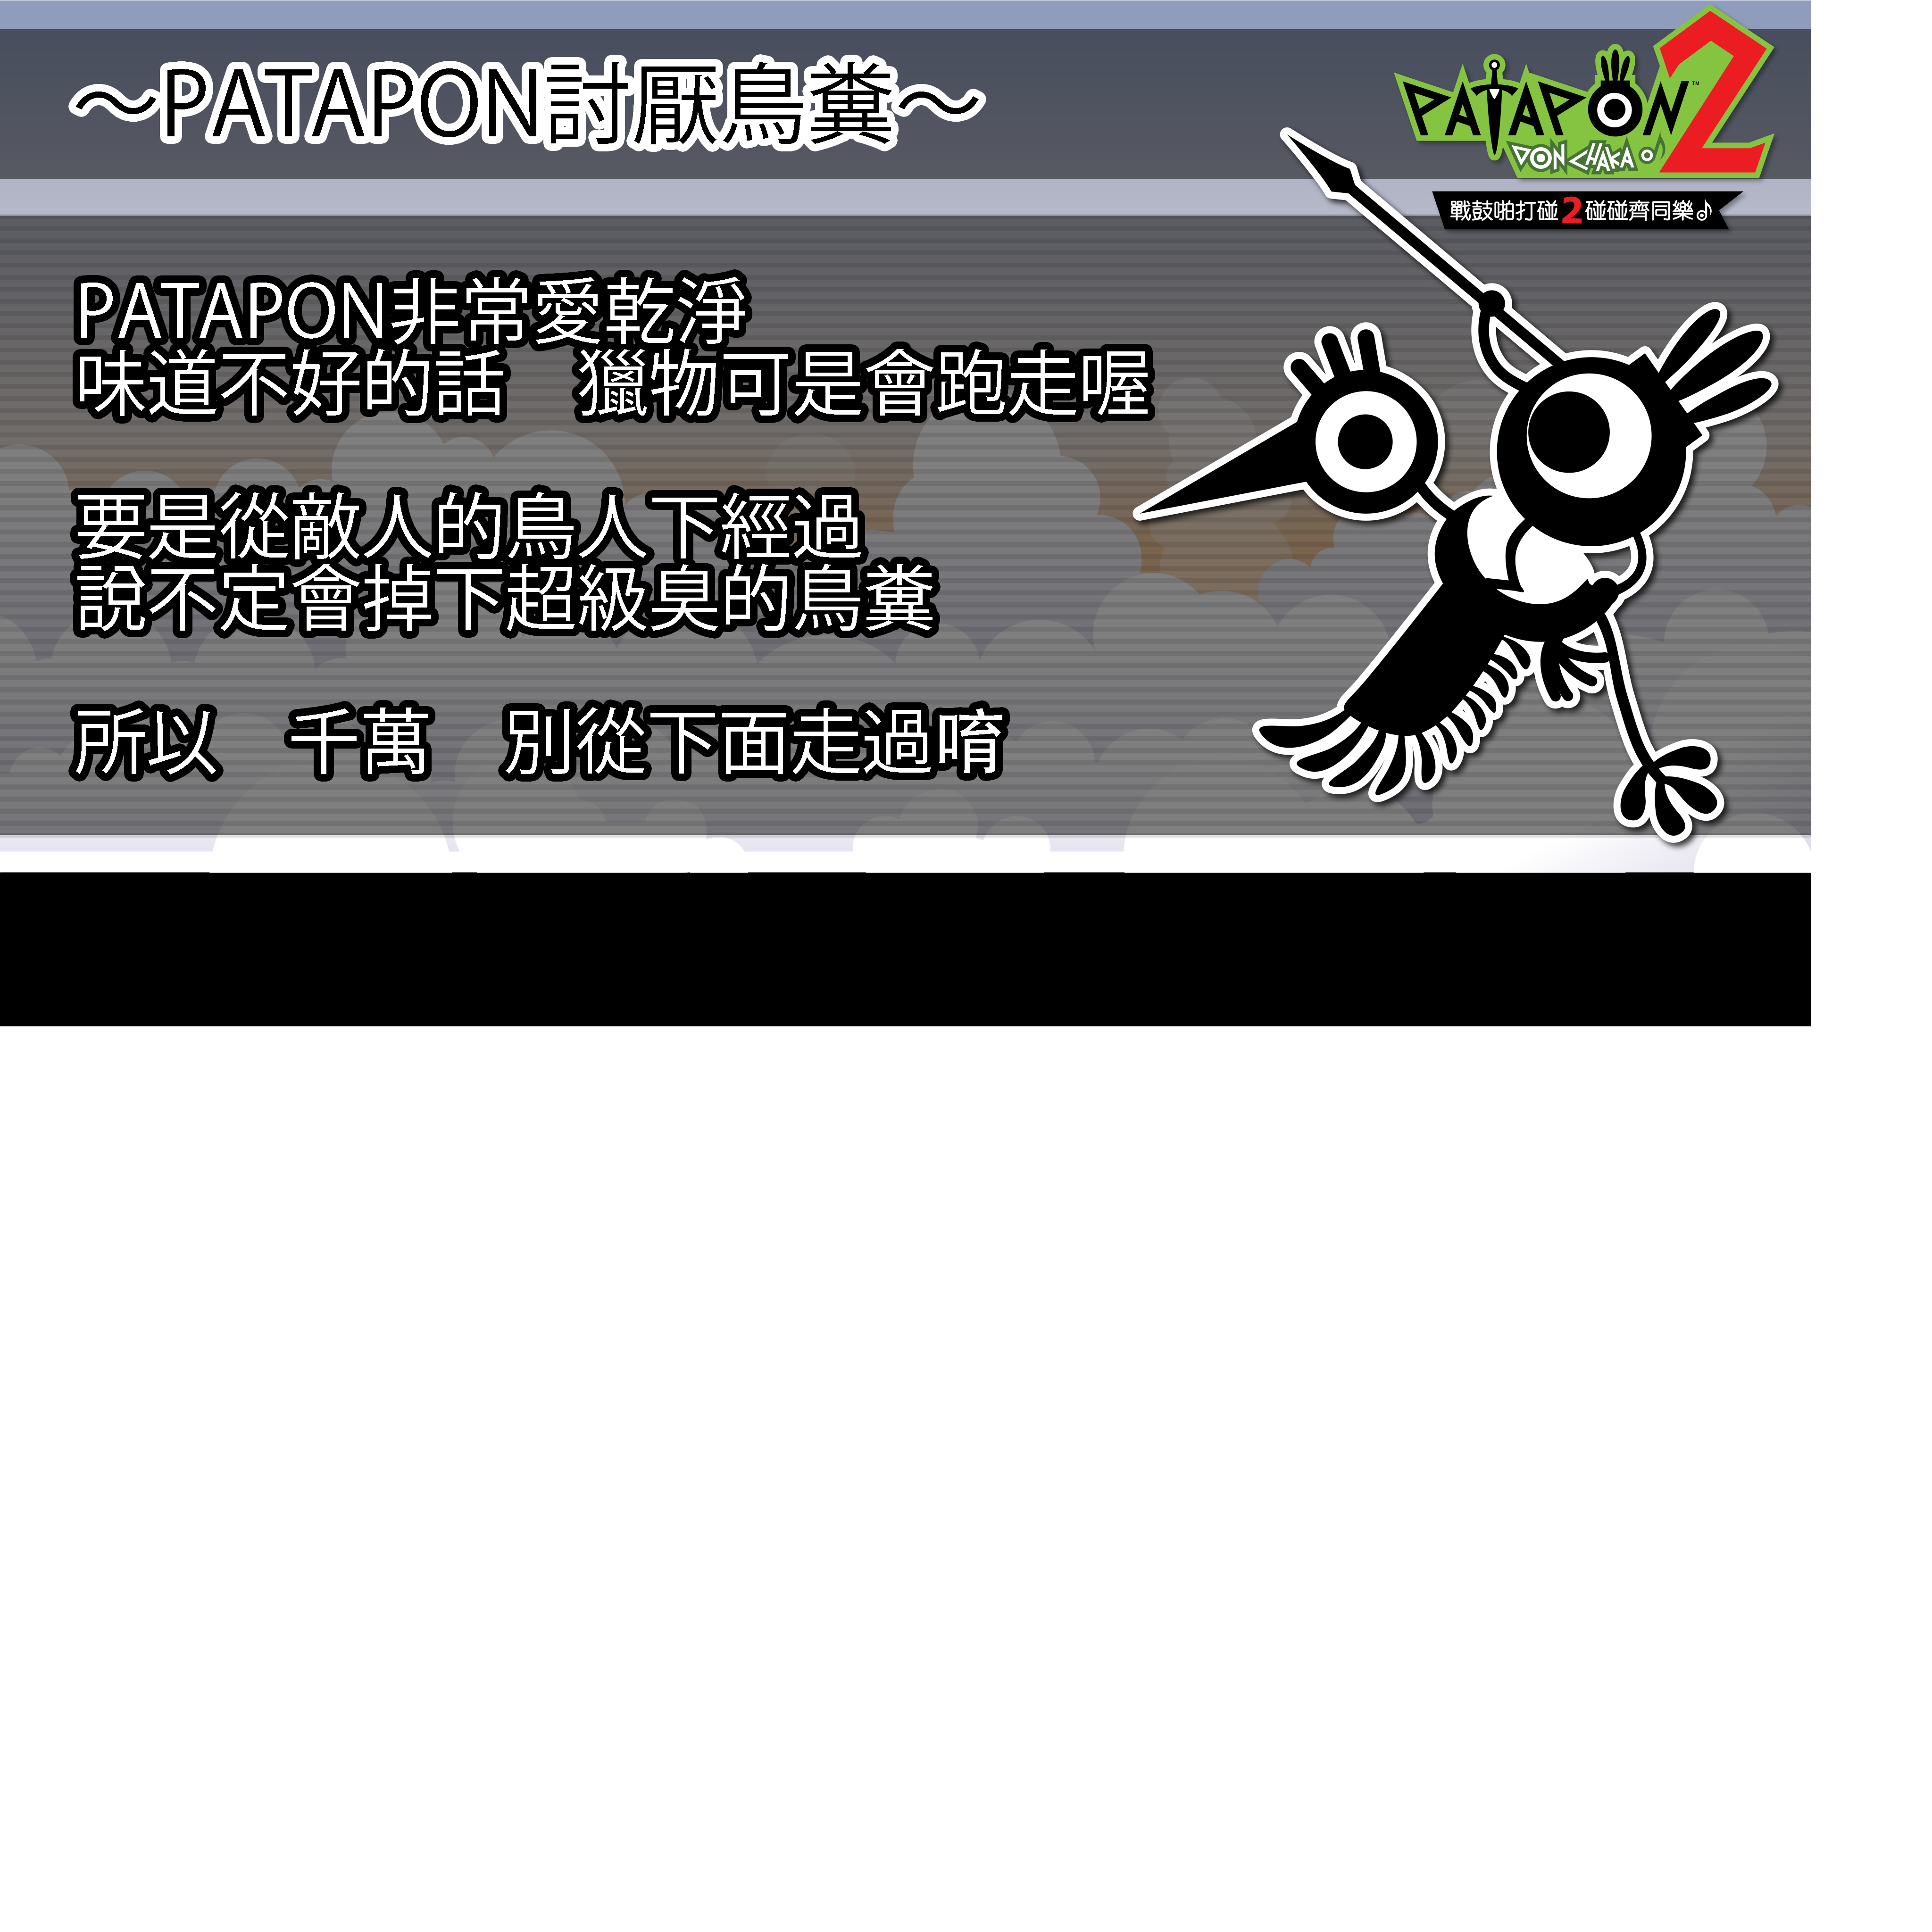 ～PATAPON討厭鳥糞～
PATAPON2™
DON CHAKA♪
戰鼓啪打碰2碰碰齊同樂♪
PATAPON非常愛乾淨
味道不好的話　獵物可是會跑走喔
要是從敵人的鳥人下經過
說不定會掉下超級臭的鳥糞
所以　千萬　別從下面走過唷